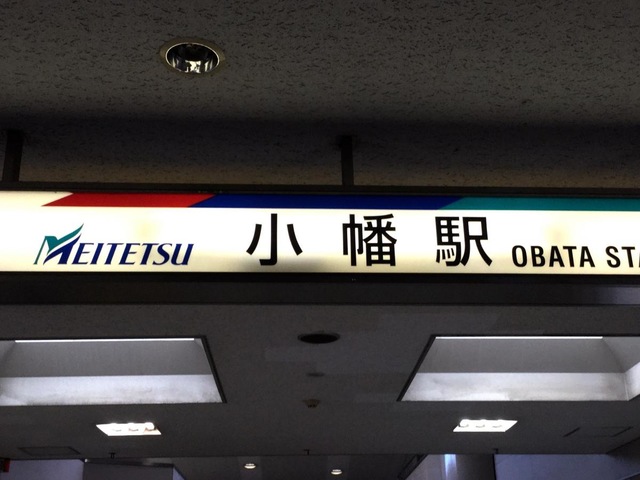 MEITETSU 小幡駅 OBATA STA